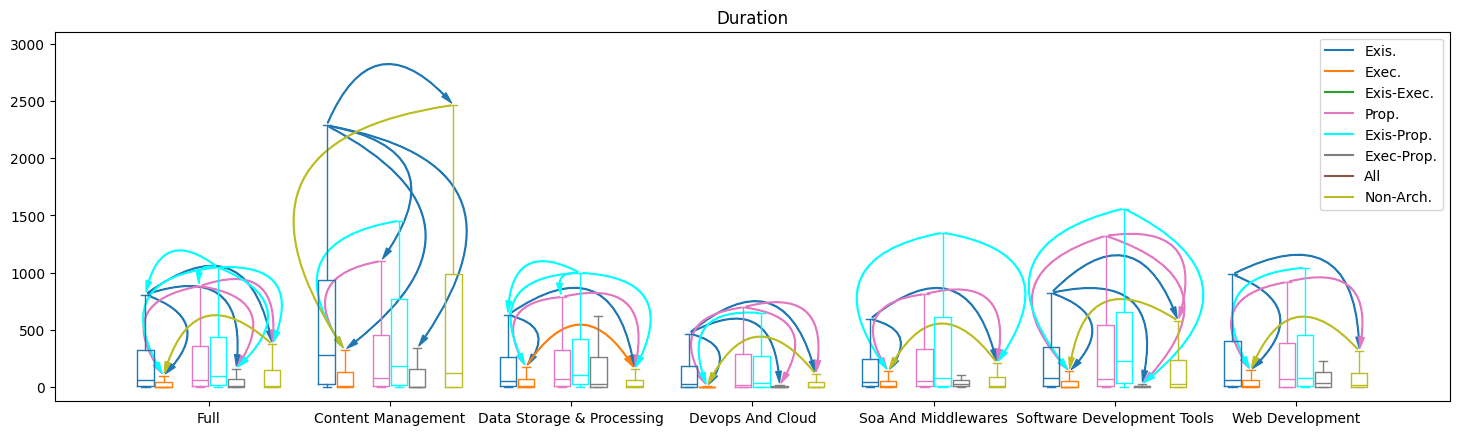 Duration
3000
2500
2000
1500
1000
500
0
Exis.
Exec.
Exis-Exec.
Prop.
Exis-Prop.
Exec-Prop.
All
Non-Arch.
Full
Content Management
Data Storage & Processing
Devops And Cloud
Soa And Middlewares
Software Development Tools
Web Development